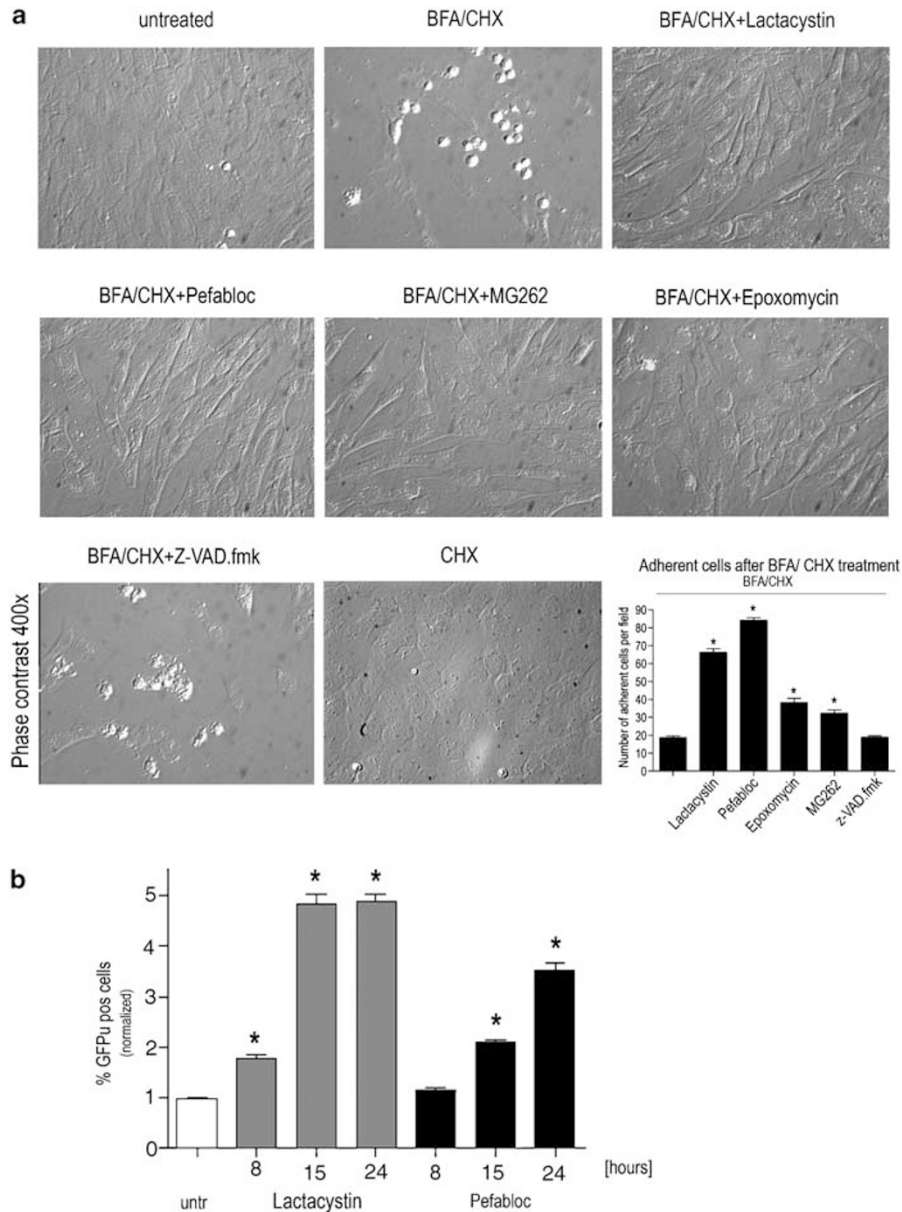 a
untreated
BFA/CHX
BFA/CHX+Lactacystin
BFA/CHX+Pefabloc
BFA/CHX+MG262
BFA/CHX+Epoxomycin
BFA/CHX+Z-VAD.fmk
CHX
Phase contrast 400x
Adherent cells after BFA/ CHX treatment
BFA/CHX
Number of adherent cells per field
90
80
70
60
50
40
30
20
10
0
*
*
*
*
Lactacystin
Pefabloc
Epoxomycin
MG262
z-VAD.fmk
b
% GFPu pos cells
(normalized)
5
4
3
2
1
0
*
*
*
*
*
8 15 24 8 15 24 [hours]
untr Lactacystin Pefabloc